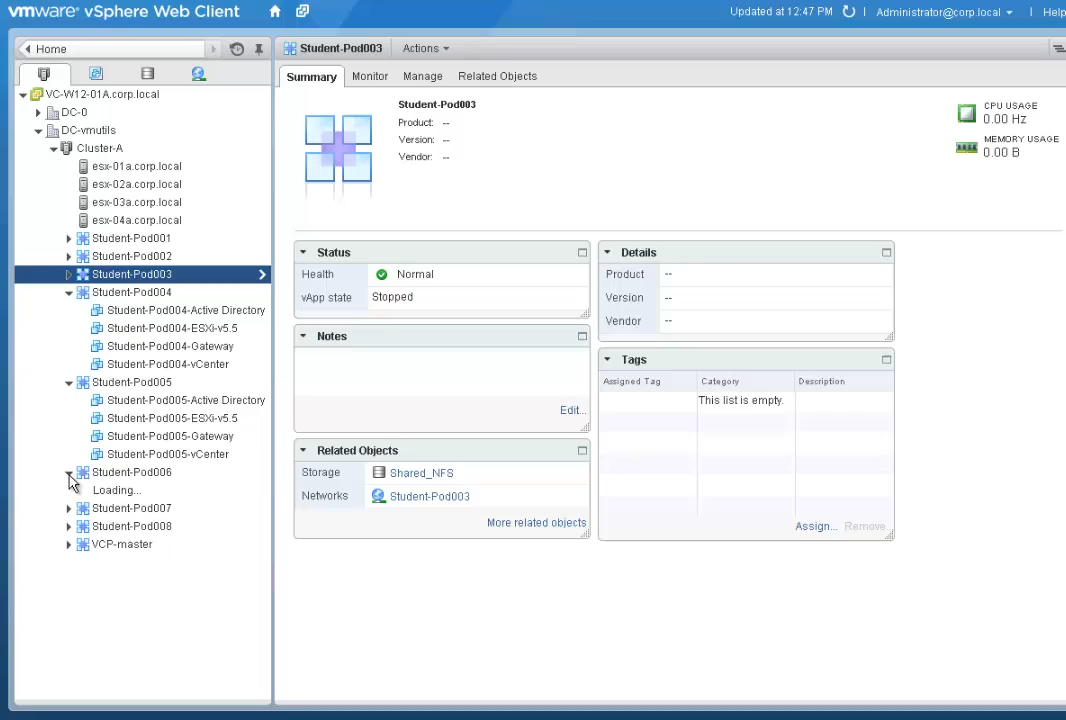 vmware® vSphere Web Client
Updated at 12:47 PM
Administrator@corp.local
Help
Home
VC-W12-01A.corp.local
DC-0
DC-vmutils
Cluster-A
esx-01a.corp.local
esx-02a.corp.local
esx-03a.corp.local
esx-04a.corp.local
Student-Pod001
Student-Pod002
Student-Pod003
Student-Pod004
Student-Pod004-Active Directory
Student-Pod004-ESXi-v5.5
Student-Pod004-Gateway
Student-Pod004-vCenter
Student-Pod005
Student-Pod005-Active Directory
Student-Pod005-ESXi-v5.5
Student-Pod005-Gateway
Student-Pod005-vCenter
Student-Pod006
Loading...
Student-Pod007
Student-Pod008
VCP-master
Student-Pod003 Actions
Summary Monitor Manage Related Objects
Student-Pod003
Product: --
Version: --
Vendor: --
CPU USAGE
0.00 Hz
MEMORY USAGE
0.00 B
Status
Health Normal
vApp state Stopped
Notes
Edit...
Related Objects
Storage Shared_NFS
Networks Student-Pod003
More related objects
Details
Product --
Version --
Vendor --
Tags
Assigned Tag Category Description
This list is empty.
Assign... Remove